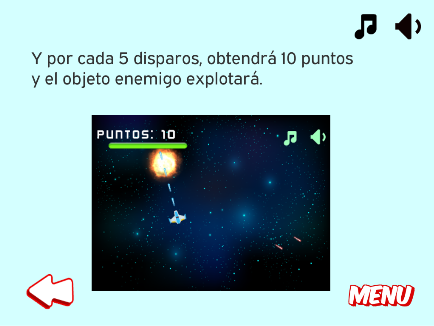 Y por cada 5 disparos, obtendrá 10 puntos
y el objeto enemigo explotará.
PUNTOS: 10
MENU